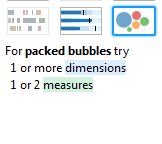 For packed bubbles try
1 or more dimensions
1 or 2 measures